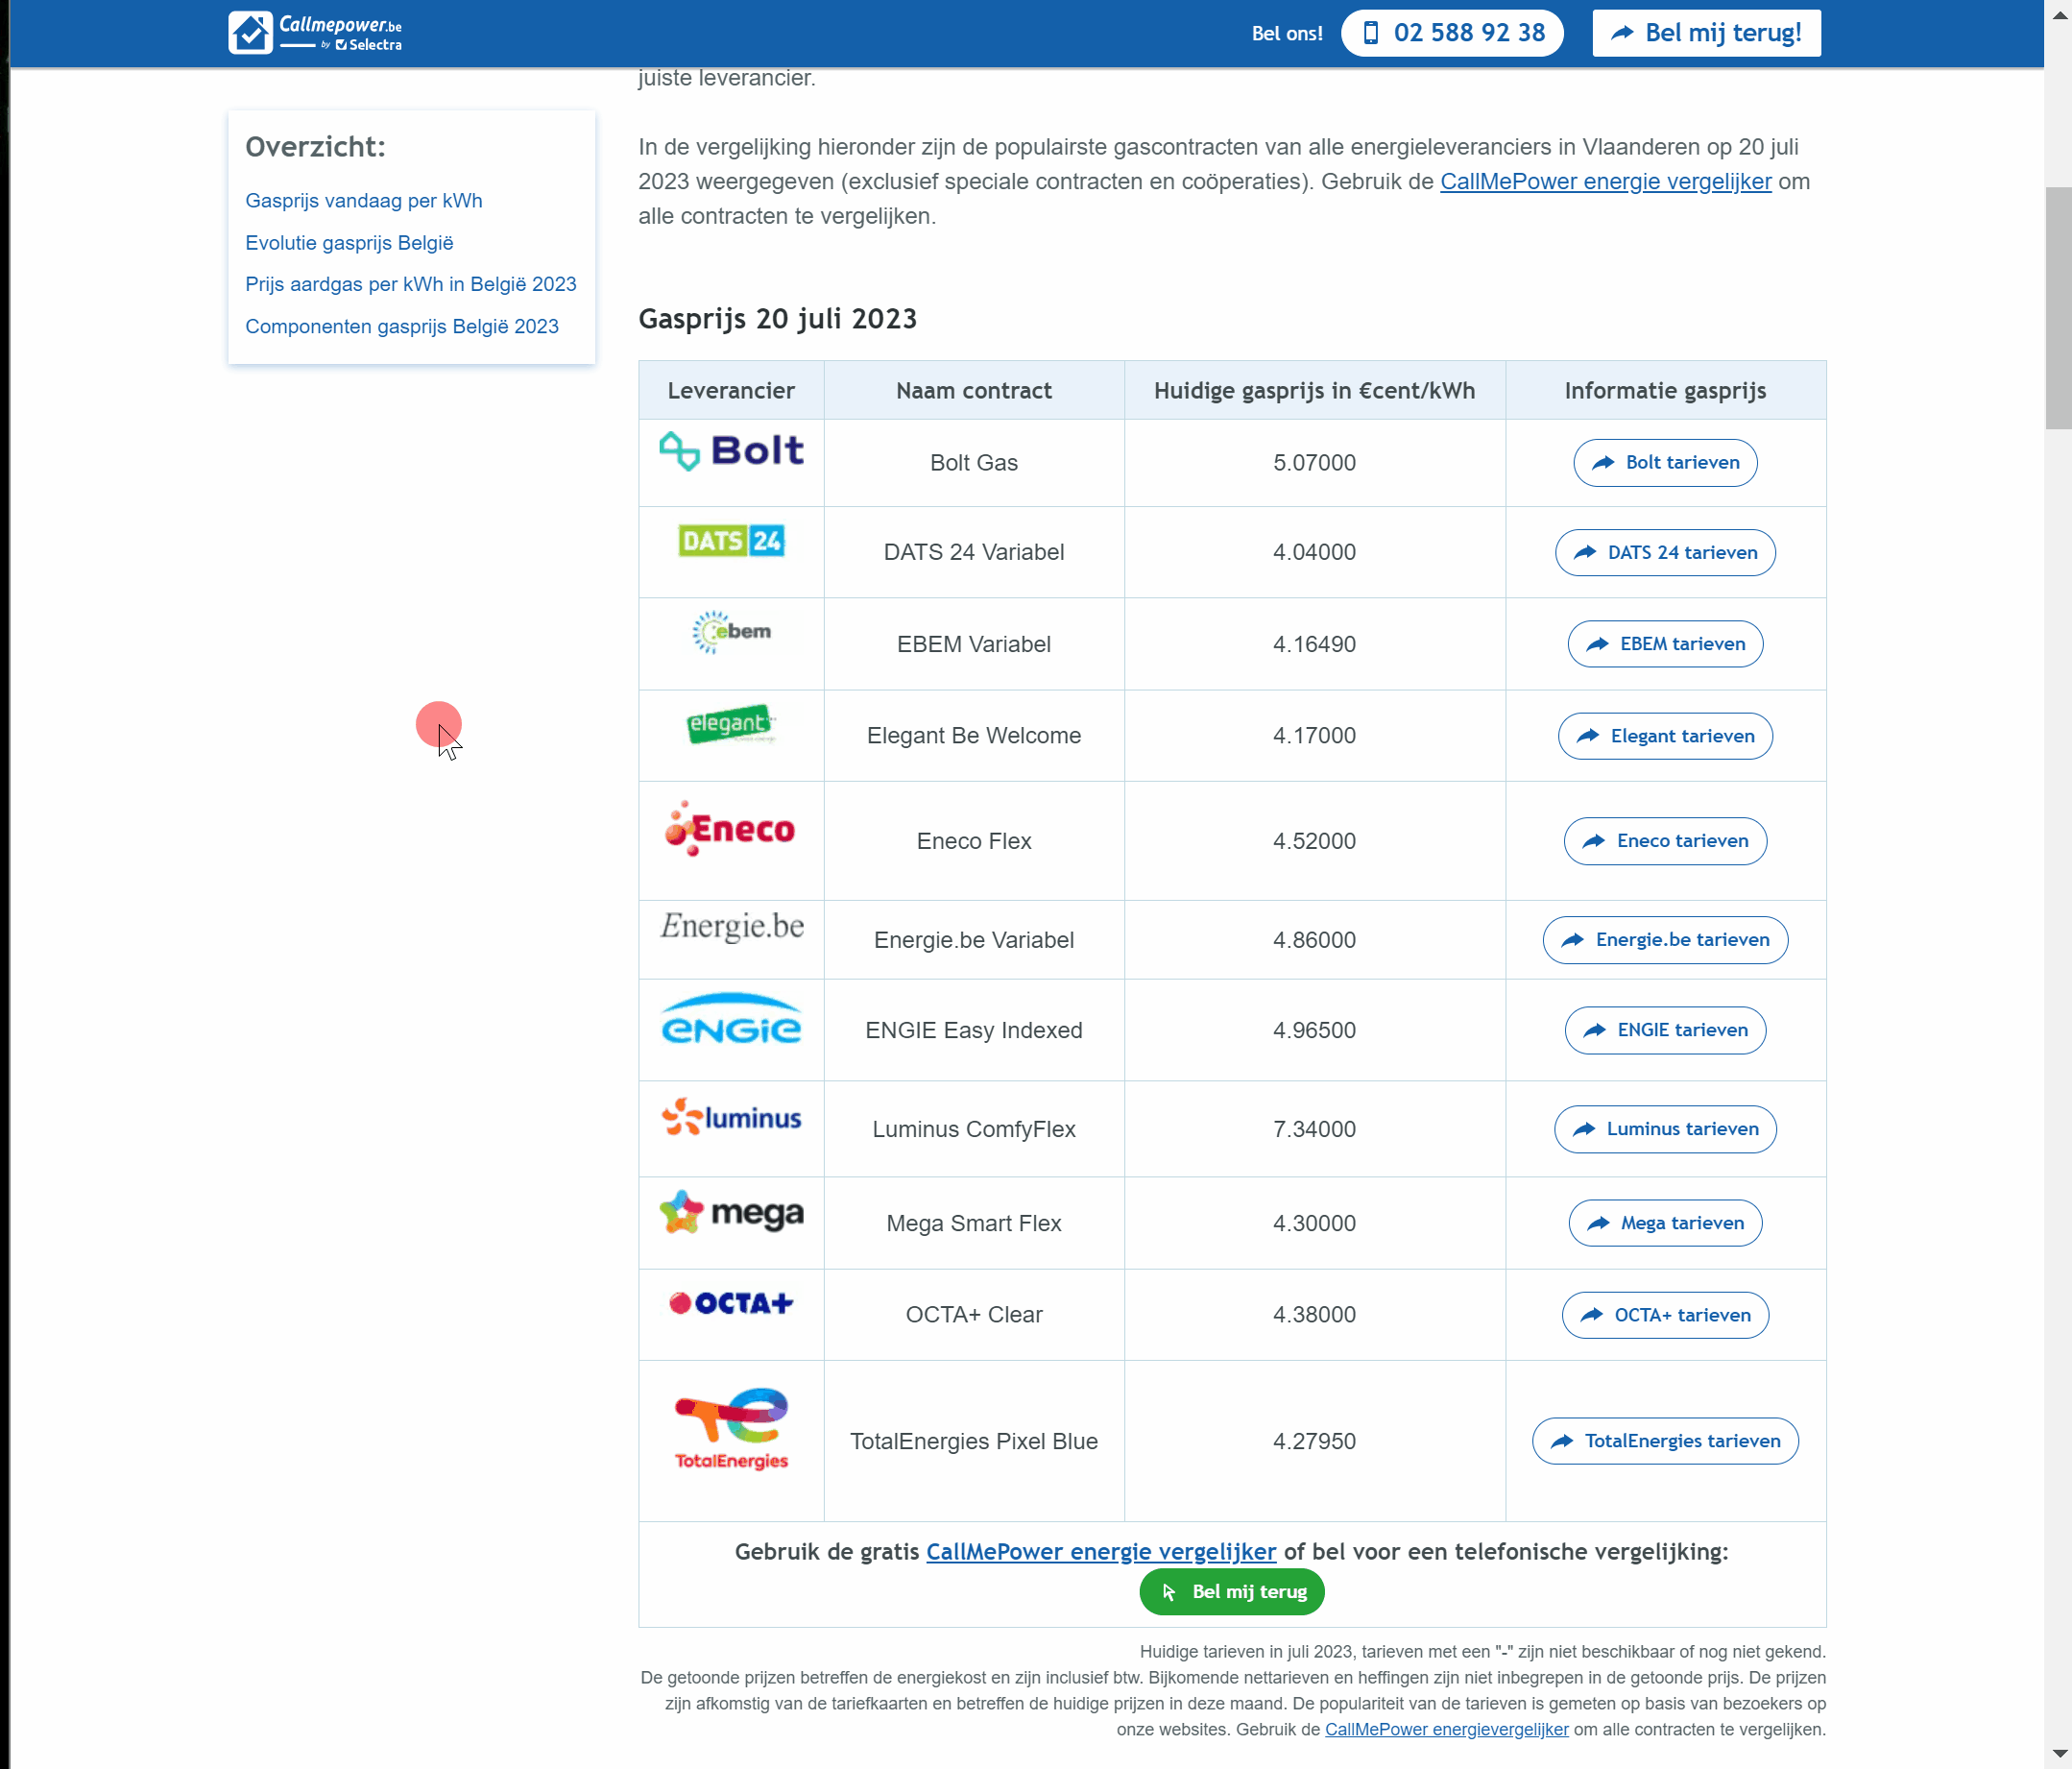 Callmepower.be
by Selectra
Bel ons!
02 588 92 38
Bel mij terug!
Overzicht:
Gasprijs vandaag per kWh
Evolutie gasprijs België
Prijs aardgas per kWh in België 2023
Componenten gasprijs België 2023
juiste leverancier.
In de vergelijking hieronder zijn de populairste gascontracten van alle energieleveranciers in Vlaanderen op 20 juli
2023 weergegeven (exclusief speciale contracten en coöperaties). Gebruik de CallMePower energie vergelijker om
alle contracten te vergelijken.
Gasprijs 20 juli 2023
Leverancier Naam contract Huidige gasprijs in €cent/kWh Informatie gasprijs
Bolt Bolt Gas 5.07000 Bolt tarieven
DATS 24 DATS 24 Variabel 4.04000 DATS 24 tarieven
ebem EBEM Variabel 4.16490 EBEM tarieven
elegant Elegant Be Welcome 4.17000 Elegant tarieven
Eneco Eneco Flex 4.52000 Eneco tarieven
Energie.be Energie.be Variabel 4.86000 Energie.be tarieven
ENGIE ENGIE Easy Indexed 4.96500 ENGIE tarieven
luminus Luminus ComfyFlex 7.34000 Luminus tarieven
mega Mega Smart Flex 4.30000 Mega tarieven
OCTA+ OCTA+ Clear 4.38000 OCTA+ tarieven
TotalEnergies TotalEnergies Pixel Blue 4.27950 TotalEnergies tarieven
Gebruik de gratis CallMePower energie vergelijker of bel voor een telefonische vergelijking:
Bel mij terug
Huidige tarieven in juli 2023, tarieven met een "-" zijn niet beschikbaar of nog niet gekend.
De getoonde prijzen betreffen de energiekost en zijn inclusief btw. Bijkomende nettarieven en heffingen zijn niet inbegrepen in de getoonde prijs. De prijzen
zijn afkomstig van de tariefkaarten en betreffen de huidige prijzen in deze maand. De populariteit van de tarieven is gemeten op basis van bezoekers op
onze websites. Gebruik de CallMePower energievergelijker om alle contracten te vergelijken.